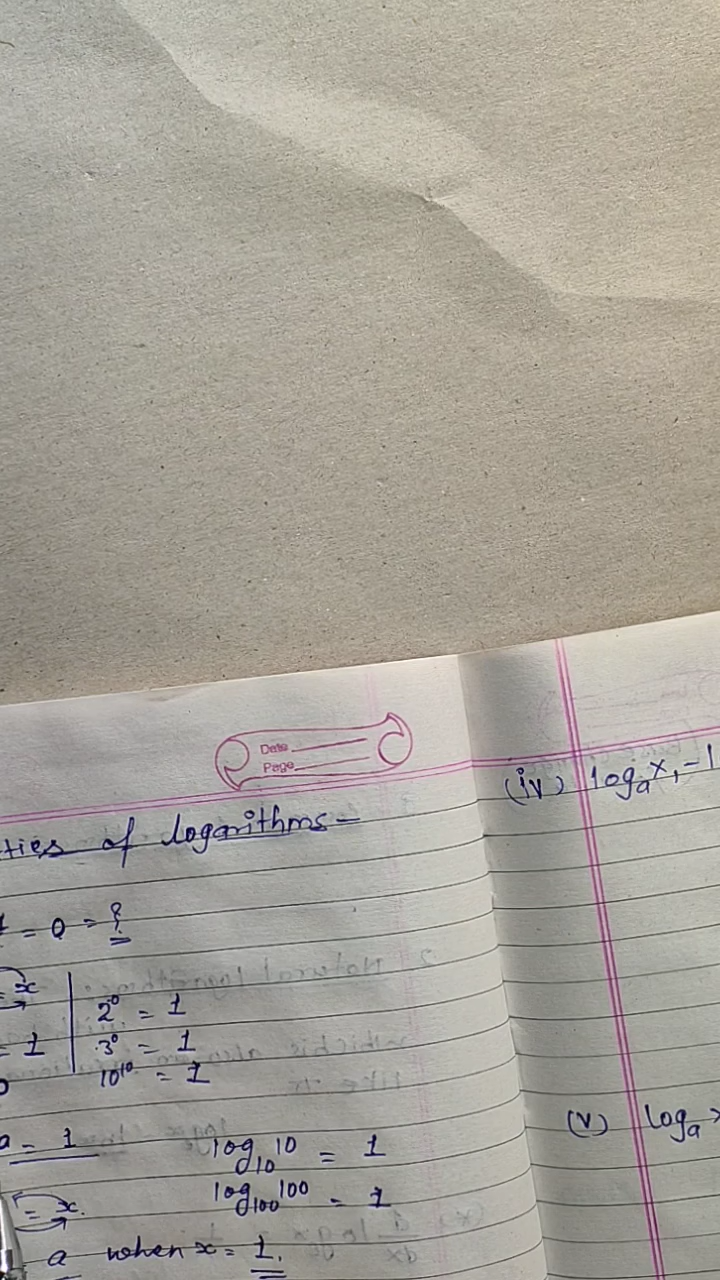 Date
Page
ties of logarithms-
= 0 = ?
= x
2⁰ = 1
= 1
3⁰ = 1
10¹⁰ = 1
a = 1
log₁₀10 = 1
log₁₀₀100 = 1
= x.
a when x = 1.
(iv) logₐx, - l
(v) logₐ